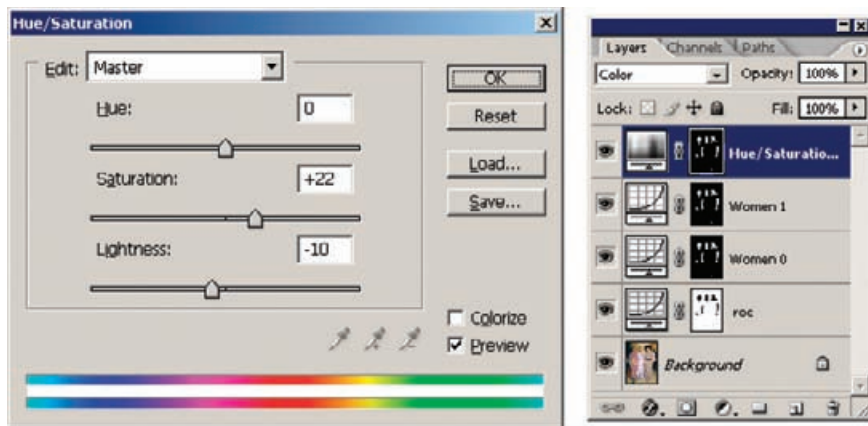 Hue/Saturation
Edit: Master
Hue: 0
Saturation: +22
Lightness: -10
OK
Reset
Load...
Save...
Colorize
Preview
Layers Channels Paths
Color Opacity: 100%
Lock: Fill: 100%
Hue/Saturatio...
Women 1
Women 0
roc
Background